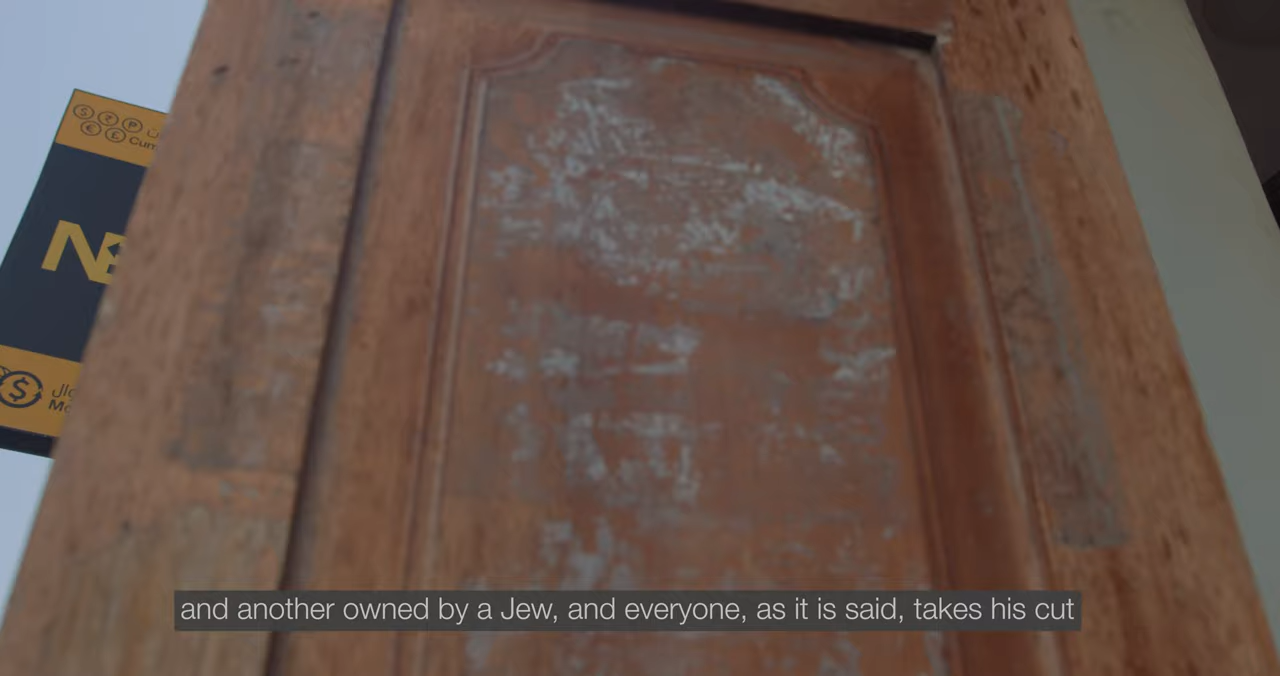 and another owned by a Jew, and everyone, as it is said, takes his cut